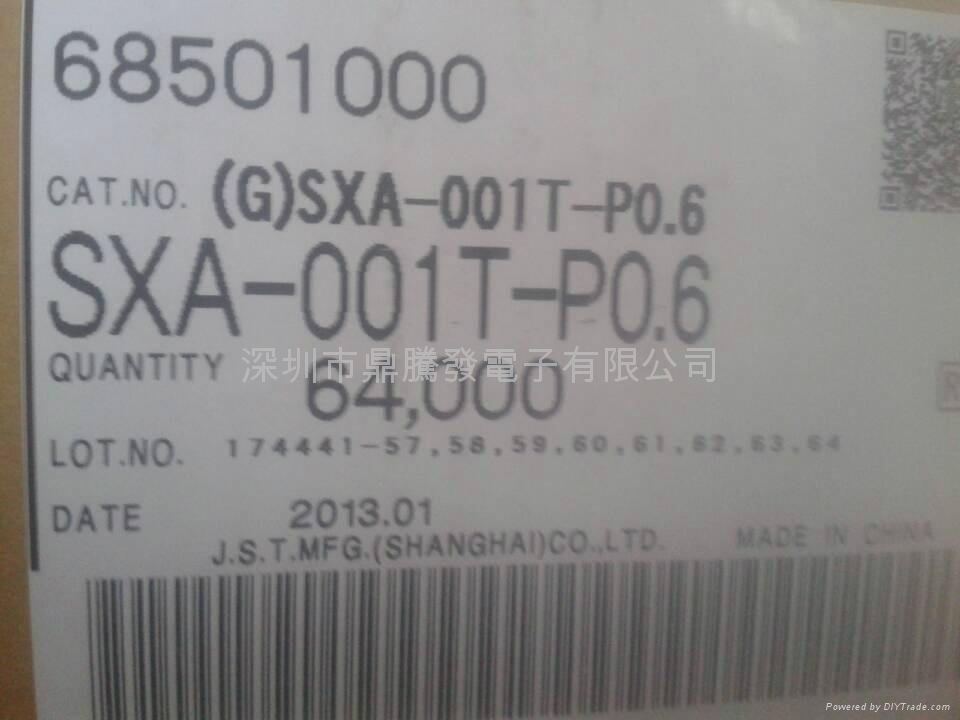 68501000
CAT.NO. (G)SXA-001T-P0.6
SXA-001T-P0.6
QUANTITY 64,000
深圳市鼎騰發電子有限公司
LOT.NO. 174441-57,58,59,60,61,62,63,64
DATE 2013.01
J.S.T.MFG.(SHANGHAI)CO.,LTD. MADE IN CHINA
R
Powered by DIYTrade.com